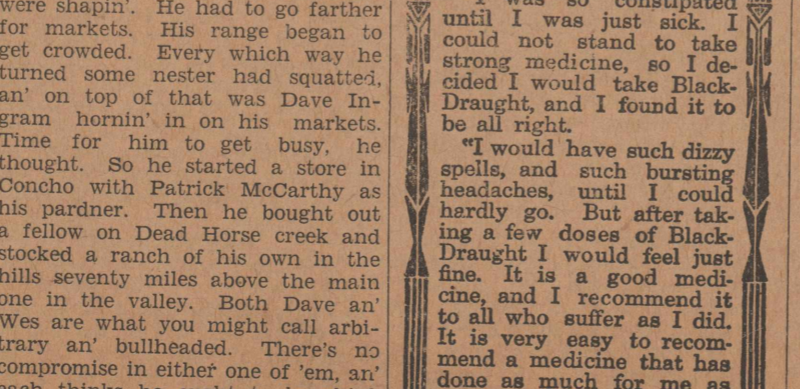 were shapin'. He had to go farther
for markets. His range began to
get crowded. Every which way he
turned some nester had squatted,
an' on top of that was Dave In-
gram hornin' in on his markets.
Time for him to get busy, he
thought. So he started a store in
Concho with Patrick McCarthy as
his pardner. Then he bought out
a fellow on Dead Horse creek and
stocked a ranch of his own in the
hills seventy miles above the main
one in the valley. Both Dave an'
Wes are what you might call arbi-
trary an' bullheaded. There's no
compromise in either one of 'em, an'
each thinks he
I was so constipated
until I was just sick. I
could not stand to take
strong medicine, so I de-
cided I would take Black-
Draught, and I found it to
be all right.
"I would have such dizzy
spells, and such bursting
headaches, until I could
hardly go. But after tak-
ing a few doses of Black-
Draught I would feel just
fine. It is a good medi-
cine, and I recommend it
to all who suffer as I did.
It is very easy to recom-
mend a medicine that has
done as much for me as